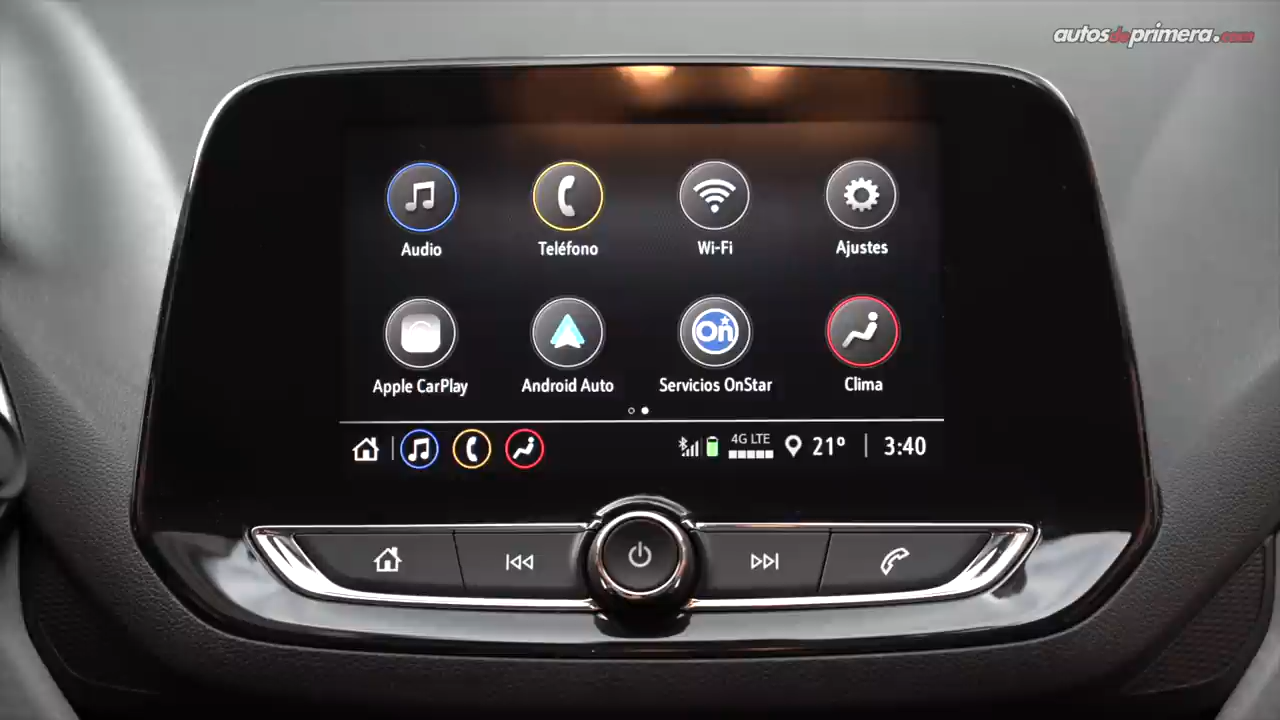 autosdeprimera.com
Audio
Teléfono
Wi-Fi
Ajustes
On
Apple CarPlay
Android Auto
Servicios OnStar
Clima
4G LTE
21°
3:40